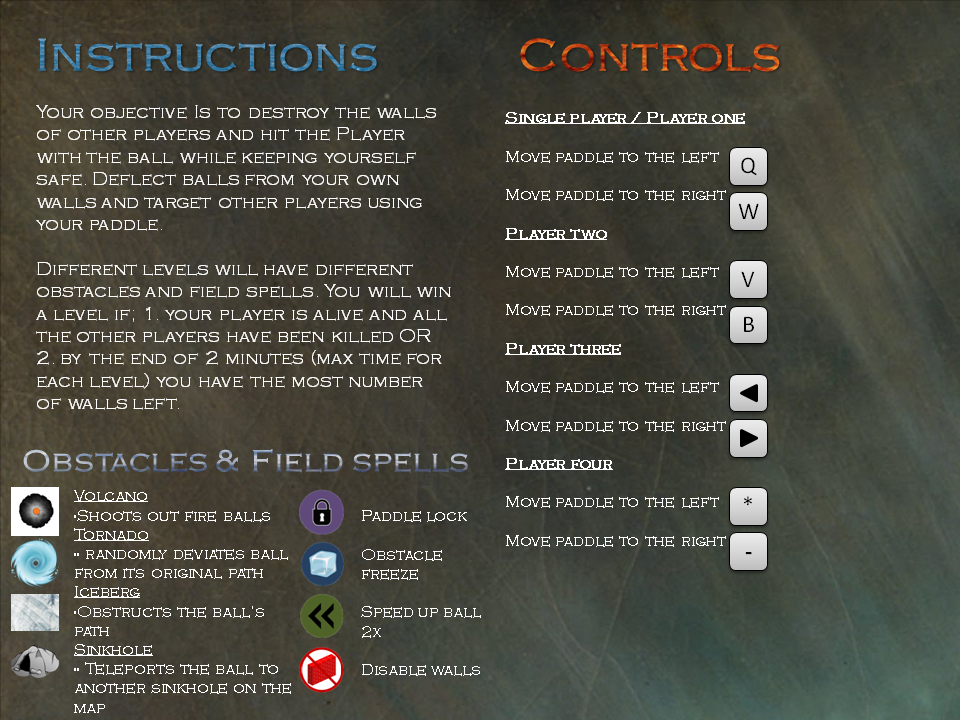 Instructions
Your objective Is to destroy the walls
of other players and hit the Player
with the ball while keeping yourself
safe. Deflect balls from your own
walls and target other players using
your paddle.
Different levels will have different
obstacles and field spells. You will win
a level if; 1. your player is alive and all
the other players have been killed OR
2. by the end of 2 minutes (max time for
each level) you have the most number
of walls left.
Obstacles & Field spells
Volcano
•Shoots out fire balls
Tornado
•• randomly deviates ball
from its original path
Iceberg
•Obstructs the ball's
path
Sinkhole
•• Teleports the ball to
another sinkhole on the
map
Paddle lock
Obstacle
freeze
Speed up ball
2x
Disable walls
Controls
Single player / Player one
Move paddle to the left Q
Move paddle to the right W
Player two
Move paddle to the left V
Move paddle to the right B
Player three
Move paddle to the left ◀
Move paddle to the right ▶
Player four
Move paddle to the left *
Move paddle to the right -